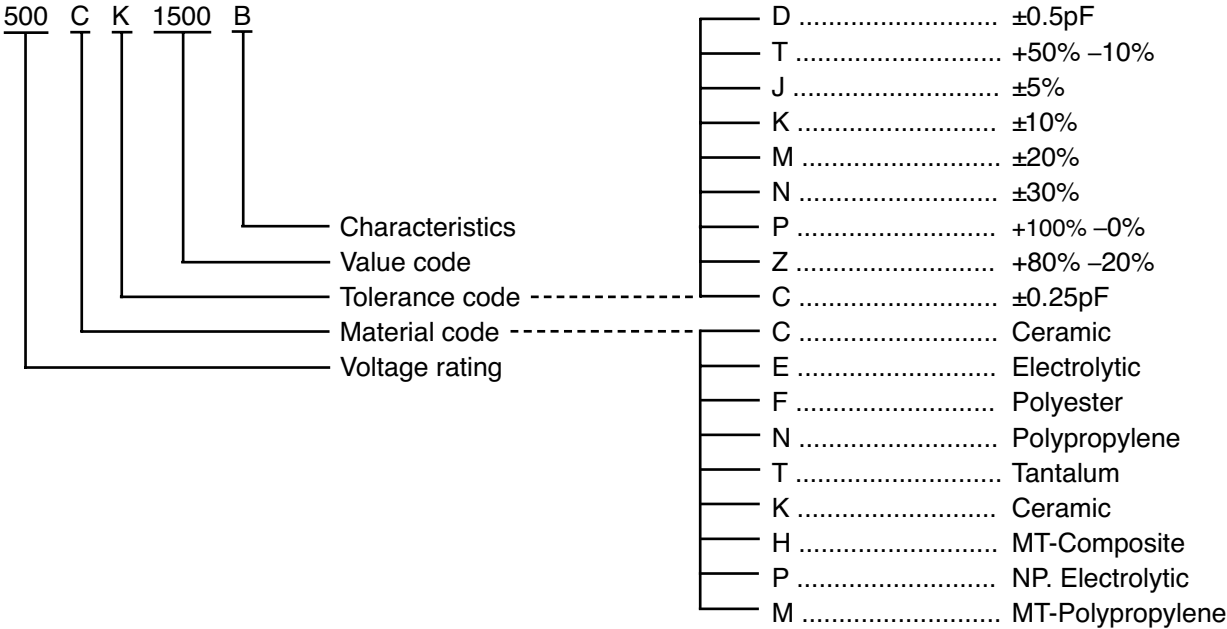 500 C K 1500 B
Characteristics
Value code
Tolerance code
Material code
Voltage rating
D ............................ ±0.5pF
T ............................ +50% –10%
J ............................ ±5%
K ............................ ±10%
M ............................ ±20%
N ............................ ±30%
P ............................ +100% –0%
Z ............................ +80% –20%
C ............................ ±0.25pF
C ............................ Ceramic
E ............................ Electrolytic
F ............................ Polyester
N ............................ Polypropylene
T ............................ Tantalum
K ............................ Ceramic
H ............................ MT-Composite
P ............................ NP. Electrolytic
M ............................ MT-Polypropylene